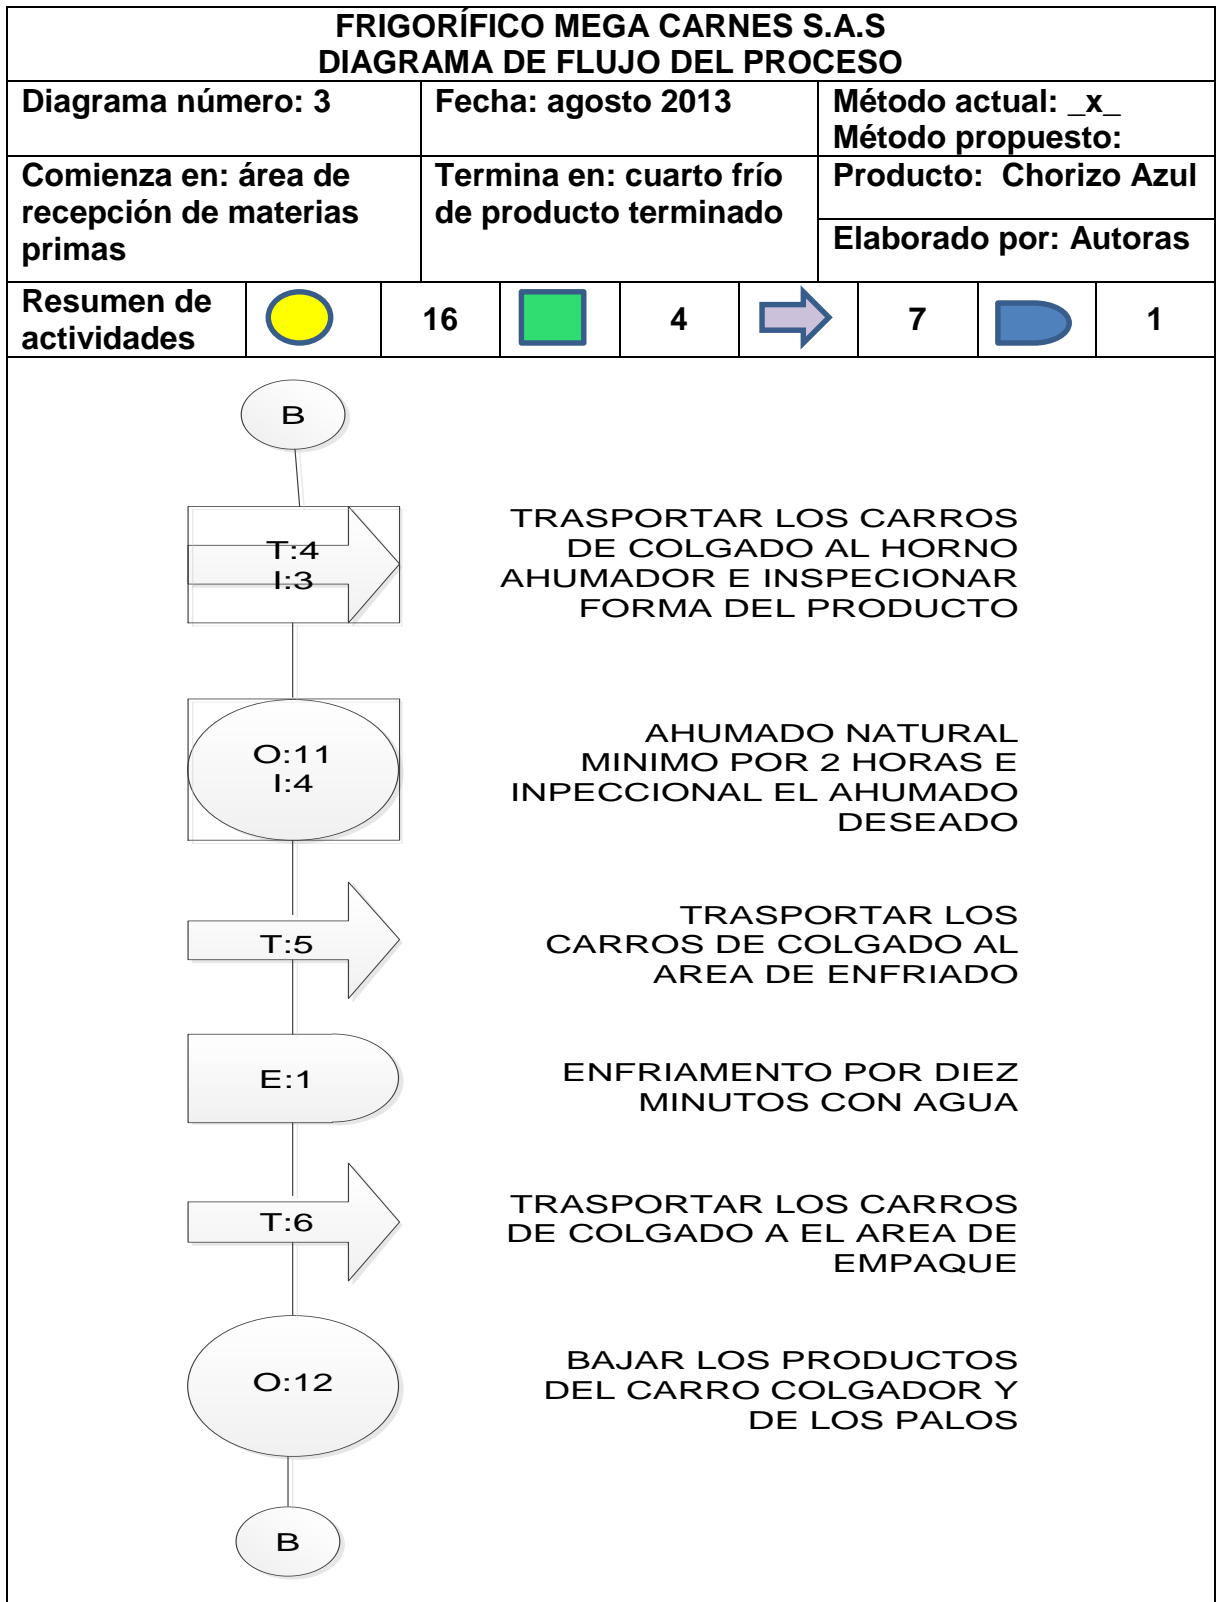 FRIGORÍFICO MEGA CARNES S.A.S
DIAGRAMA DE FLUJO DEL PROCESO
Diagrama número: 3
Fecha: agosto 2013
Método actual: _x_
Método propuesto:
Comienza en: área de
recepción de materias
primas
Termina en: cuarto frío
de producto terminado
Producto:  Chorizo Azul
Elaborado por: Autoras
Resumen de
actividades
16
4
7
1
B
T:4
I:3
TRASPORTAR LOS CARROS
DE COLGADO AL HORNO
AHUMADOR E INSPECIONAR
FORMA DEL PRODUCTO
O:11
I:4
AHUMADO NATURAL
MINIMO POR 2 HORAS E
INPECCIONAL EL AHUMADO
DESEADO
T:5
TRASPORTAR LOS
CARROS DE COLGADO AL
AREA DE ENFRIADO
E:1
ENFRIAMENTO POR DIEZ
MINUTOS CON AGUA
T:6
TRASPORTAR LOS CARROS
DE COLGADO A EL AREA DE
EMPAQUE
O:12
BAJAR LOS PRODUCTOS
DEL CARRO COLGADOR Y
DE LOS PALOS
B